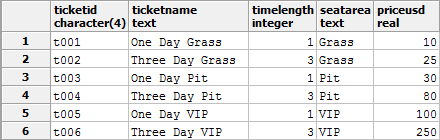 ticketid character(4) ticketname text timelength integer seatarea text priceusd real
1 t001 One Day Grass 1 Grass 10
2 t002 Three Day Grass 3 Grass 25
3 t003 One Day Pit 1 Pit 30
4 t004 Three Day Pit 3 Pit 80
5 t005 One Day VIP 1 VIP 100
6 t006 Three Day VIP 3 VIP 250